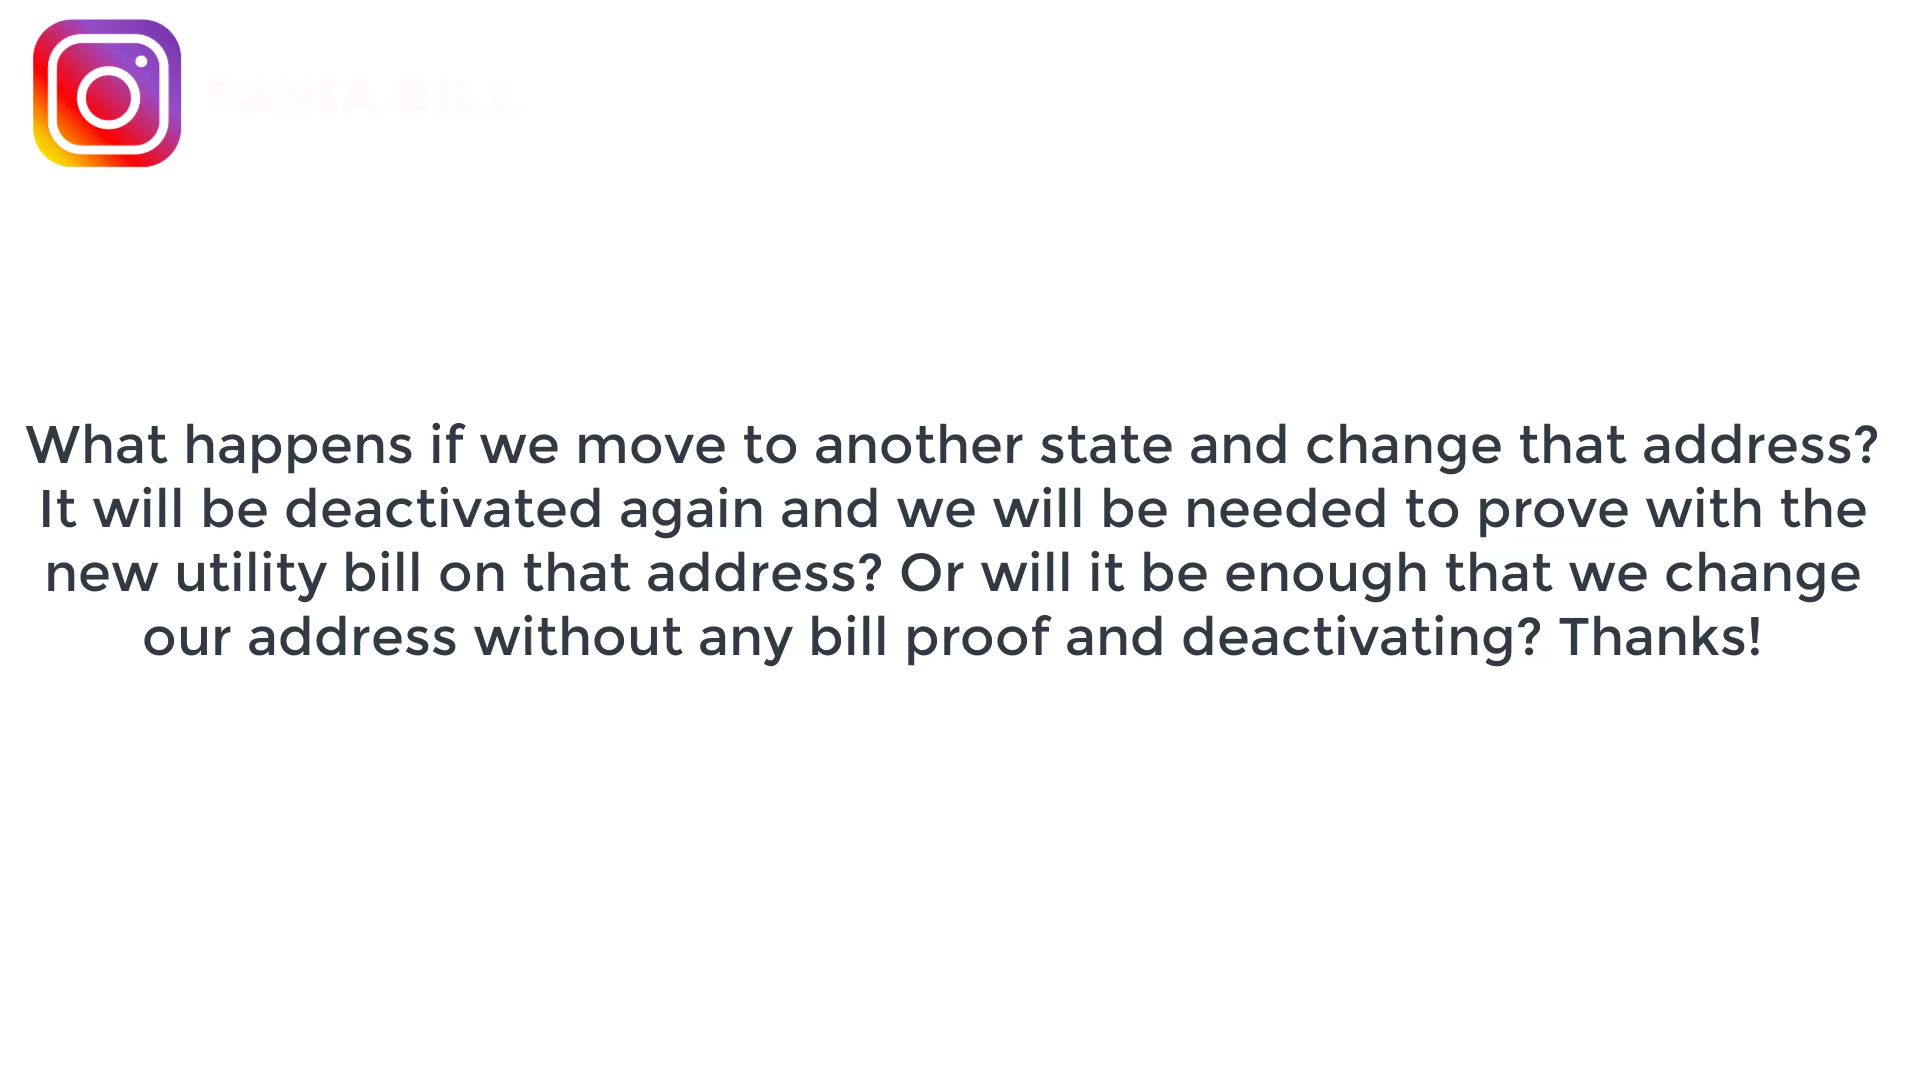 SANIA.BILL
What happens if we move to another state and change that address?
It will be deactivated again and we will be needed to prove with the
new utility bill on that address? Or will it be enough that we change
our address without any bill proof and deactivating? Thanks!